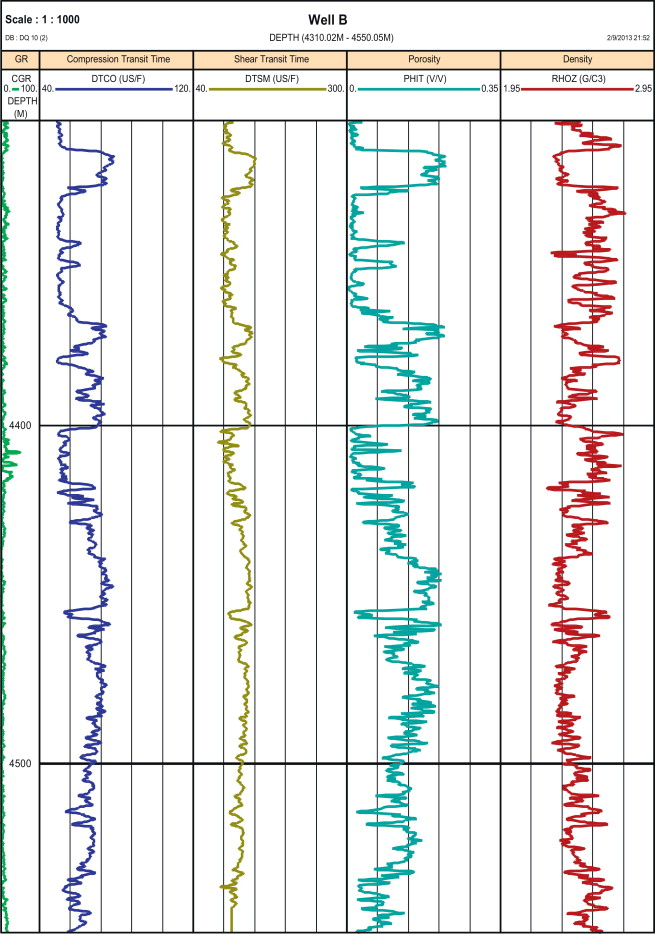 Scale : 1 : 1000
Well B
DB : DQ 10 (2)
DEPTH (4310.02M - 4550.05M)
2/9/2013 21:52
GR
Compression Transit Time
Shear Transit Time
Porosity
Density
CGR
DTCO (US/F)
DTSM (US/F)
PHIT (V/V)
RHOZ (G/C3)
0. 100. 40. 120. 40. 300. 0. 0.35 1.95 2.95
DEPTH
(M)
4400
4500